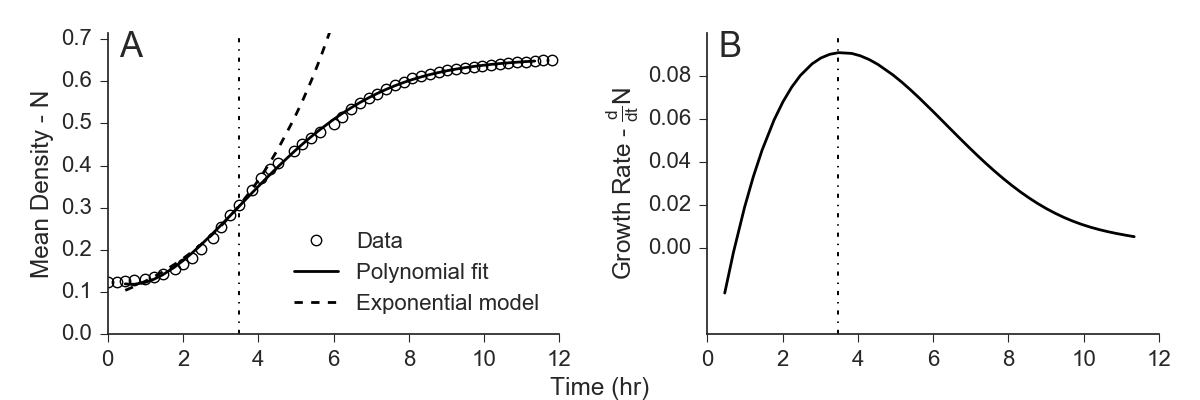 A
0.7
0.6
0.5
0.4
0.3
0.2
0.1
0.0
Mean Density - N
Data
Polynomial fit
Exponential model
0 2 4 6 8 10 12
B
0.08
0.06
0.04
0.02
0.00
Growth Rate - d/dt N
0 2 4 6 8 10 12
Time (hr)